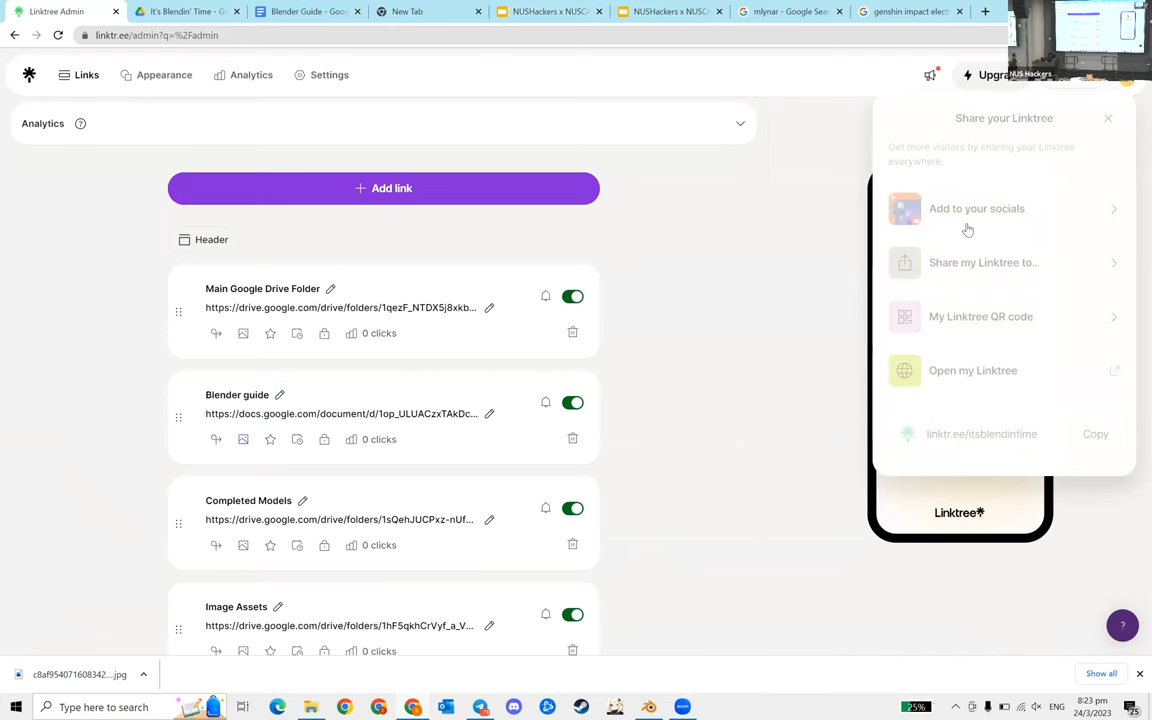 Linktree Admin
It's Blendin' Time - G
Blender Guide - Goo
New Tab
NUSHackers x NUSCA
NUSHackers x NUSCA
mlynar - Google Sea
genshin impact elect
linktr.ee/admin?q=%2Fadmin
NUS Hackers
Links
Appearance
Analytics
Settings
Upgra
Analytics ?
Share your Linktree
Get more visitors by sharing your Linktree
everywhere.
+ Add link
Add to your socials
Header
Share my Linktree to..
Main Google Drive Folder
https://drive.google.com/drive/folders/1qezF_NTDX5j8xkb...
0 clicks
My Linktree QR code
Open my Linktree
Blender guide
https://docs.google.com/document/d/1op_ULUACzxTAkDc...
0 clicks
linktr.ee/itsblendintime
Copy
Completed Models
https://drive.google.com/drive/folders/1sQehJUCPxz-nUf...
0 clicks
Linktree
Image Assets
https://drive.google.com/drive/folders/1hF5qkhCrVyf_a_V...
0 clicks
?
c8af954071608342....jpg
Show all
Type here to search
25%
ENG
8:23 pm
24/3/2023
25